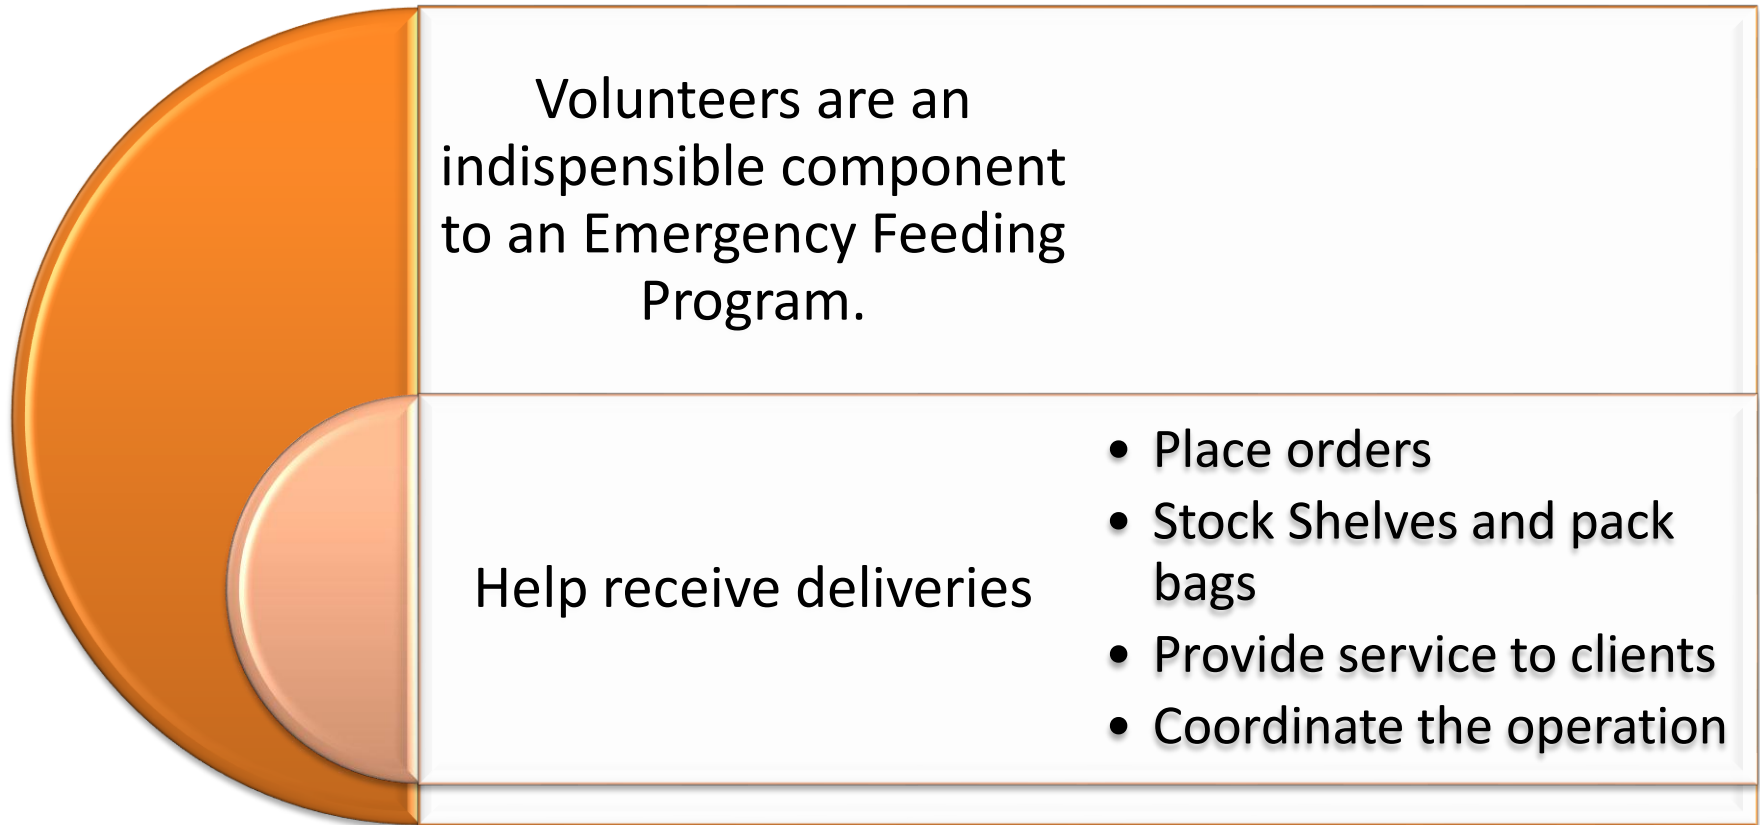 Volunteers are an
indispensible component
to an Emergency Feeding
Program.
Help receive deliveries
• Place orders
• Stock Shelves and pack
bags
• Provide service to clients
• Coordinate the operation